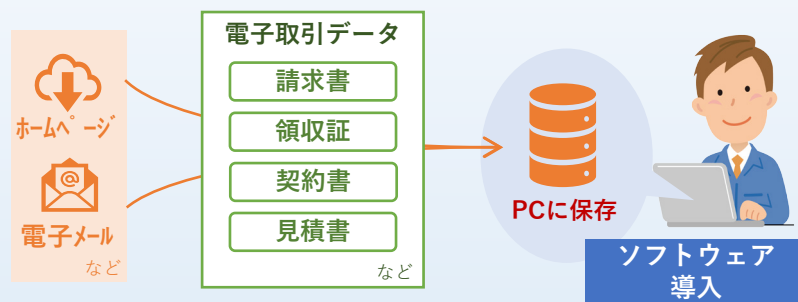 ホームページ
電子メール
など
電子取引データ
請求書
領収証
契約書
見積書
など
PCに保存
ソフトウェア
導入